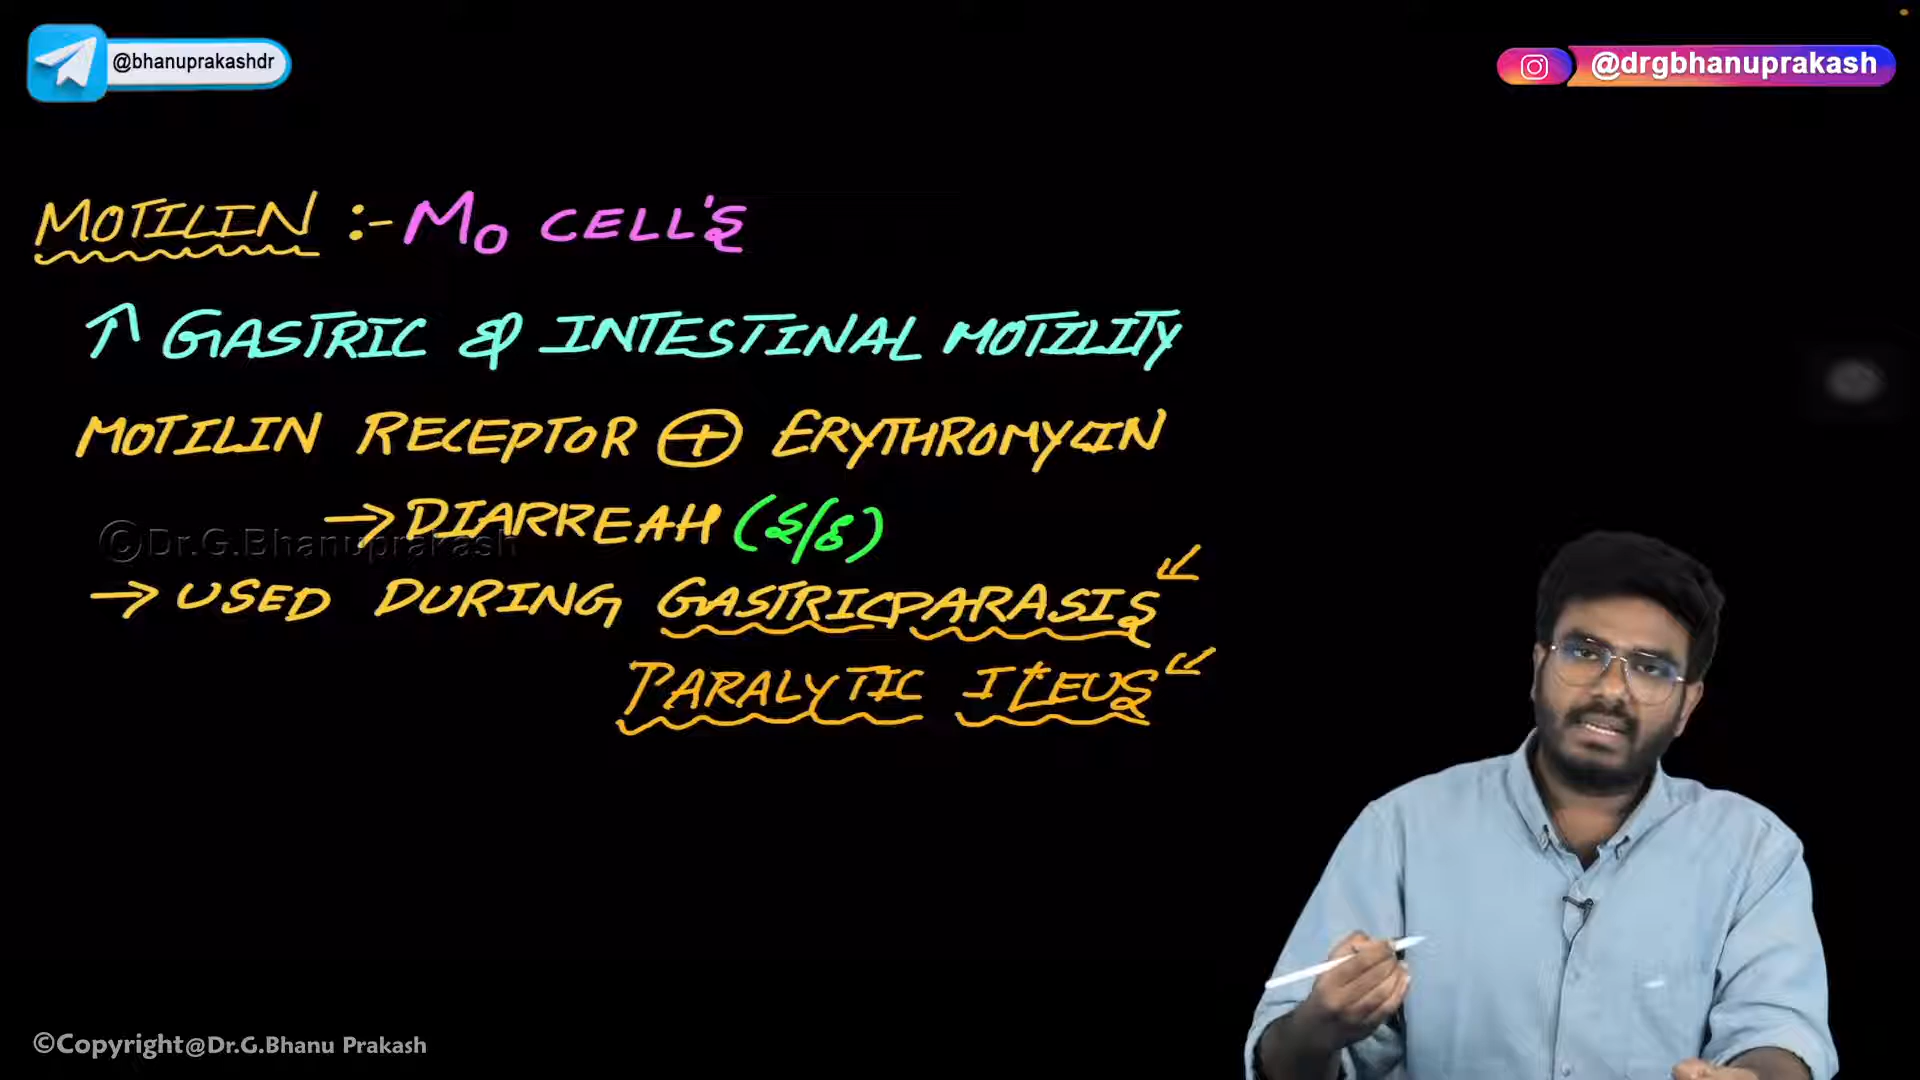 @bhanuprakashdr
@drgbhanuprakash
MOTILIN :- Mo CELL'S
↑ GASTRIC & INTESTINAL MOTILITY
MOTILIN RECEPTOR ⊕ ERYTHROMYCIN
→ DIARREAH (S/E)
©Dr.G.Bhanuprakash
→ USED DURING GASTRICPARASIS
PARALYTIC ILEUS
©Copyright@Dr.G.Bhanu Prakash